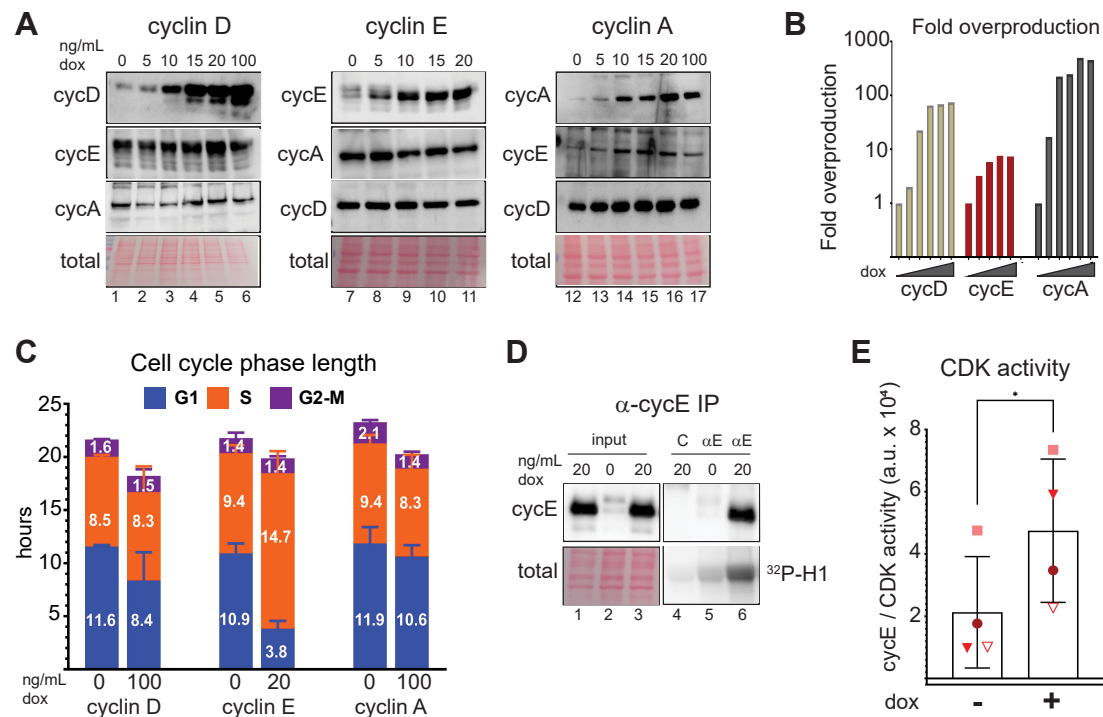 A
cyclin D
cyclin E
cyclin A
ng/mL
dox
0 5 10 15 20 100
0 5 10 15 20
0 5 10 15 20 100
cycD
cycE
cycA
total
1 2 3 4 5 6
cycE
cycA
cycD
total
7 8 9 10 11
cycA
cycE
cycD
total
12 13 14 15 16 17
B
Fold overproduction
Fold overproduction
1000
100
10
1
dox
cycD cycE cycA
C
Cell cycle phase length
G1 S G2-M
hours
25
20
15
10
5
1.6
8.5
11.6
1.5
8.3
8.4
1.4
9.4
10.9
1.4
14.7
3.8
2.1
9.4
11.9
1.4
8.3
10.6
ng/mL
dox
0 100 0 20 0 100
cyclin D cyclin E cyclin A
D
α-cycE IP
input
C αE αE
ng/mL
dox
20 0 20 20 0 20
cycE
total
32P-H1
1 2 3 4 5 6
E
CDK activity
cycE / CDK activity (a.u. x 10⁴)
*
8
6
4
2
dox - +